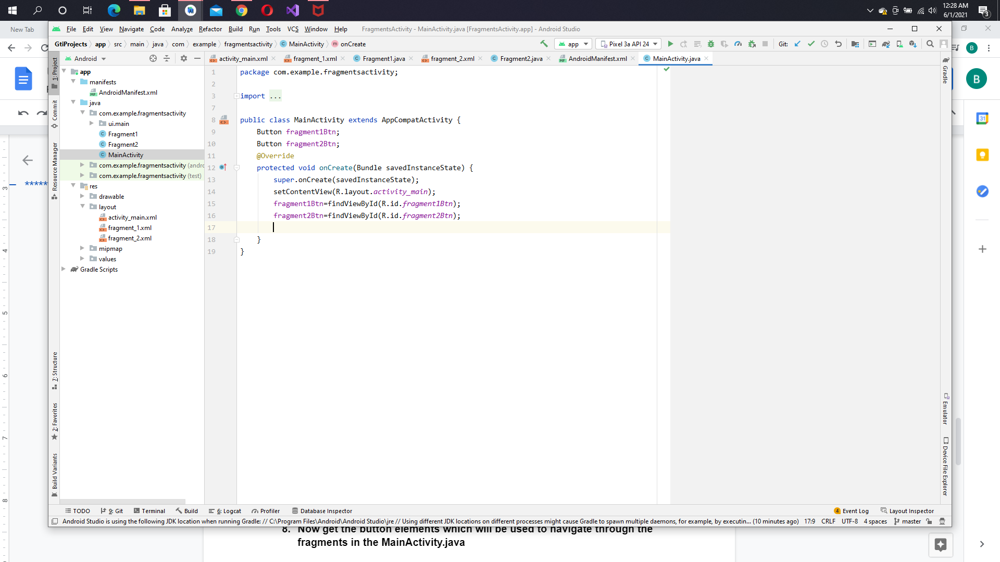 12:28 AM
6/1/2021
3
New Tab
File Edit View Navigate Code Analyze Refactor Build Run Tools VCS Window Help FragmentsActivity - MainActivity.java [FragmentsActivity.app] - Android Studio
GtiProjects app src main java com example fragmentsactivity MainActivity onCreate app Pixel 3a API 24 Git:
B
Android activity_main.xml fragment_1.xml Fragment1.java fragment_2.xml Fragment2.java AndroidManifest.xml MainActivity.java
1: Project
Commit
Resource Manager
7: Structure
2: Favorites
Build Variants
app
manifests
AndroidManifest.xml
java
com.example.fragmentsactivity
ui.main
Fragment1
Fragment2
MainActivity
com.example.fragmentsactivity (andro
com.example.fragmentsactivity (test)
res
drawable
layout
activity_main.xml
fragment_1.xml
fragment_2.xml
mipmap
values
Gradle Scripts
1 package com.example.fragmentsactivity;
2
3 import ...
7
8 public class MainActivity extends AppCompatActivity {
9 Button fragment1Btn;
10 Button fragment2Btn;
11 @Override
12 protected void onCreate(Bundle savedInstanceState) {
13 super.onCreate(savedInstanceState);
14 setContentView(R.layout.activity_main);
15 fragment1Btn=findViewById(R.id.fragment1Btn);
16 fragment2Btn=findViewById(R.id.fragment2Btn);
17
18 }
19 }
Gradle
Emulator
Device File Explorer
B
31
******
3
4
5
6
7
8
TODO 9: Git Terminal Build 6: Logcat Profiler Database Inspector 4 Event Log Layout Inspector
Android Studio is using the following JDK location when running Gradle: // C:\Program Files\Android\Android Studio\jre // Using different JDK locations on different processes might cause Gradle to spawn multiple daemons, for example, by executin... (10 minutes ago) 17:9 CRLF UTF-8 4 spaces master
8. Now get the button elements which will be used to navigate through the
fragments in the MainActivity.java